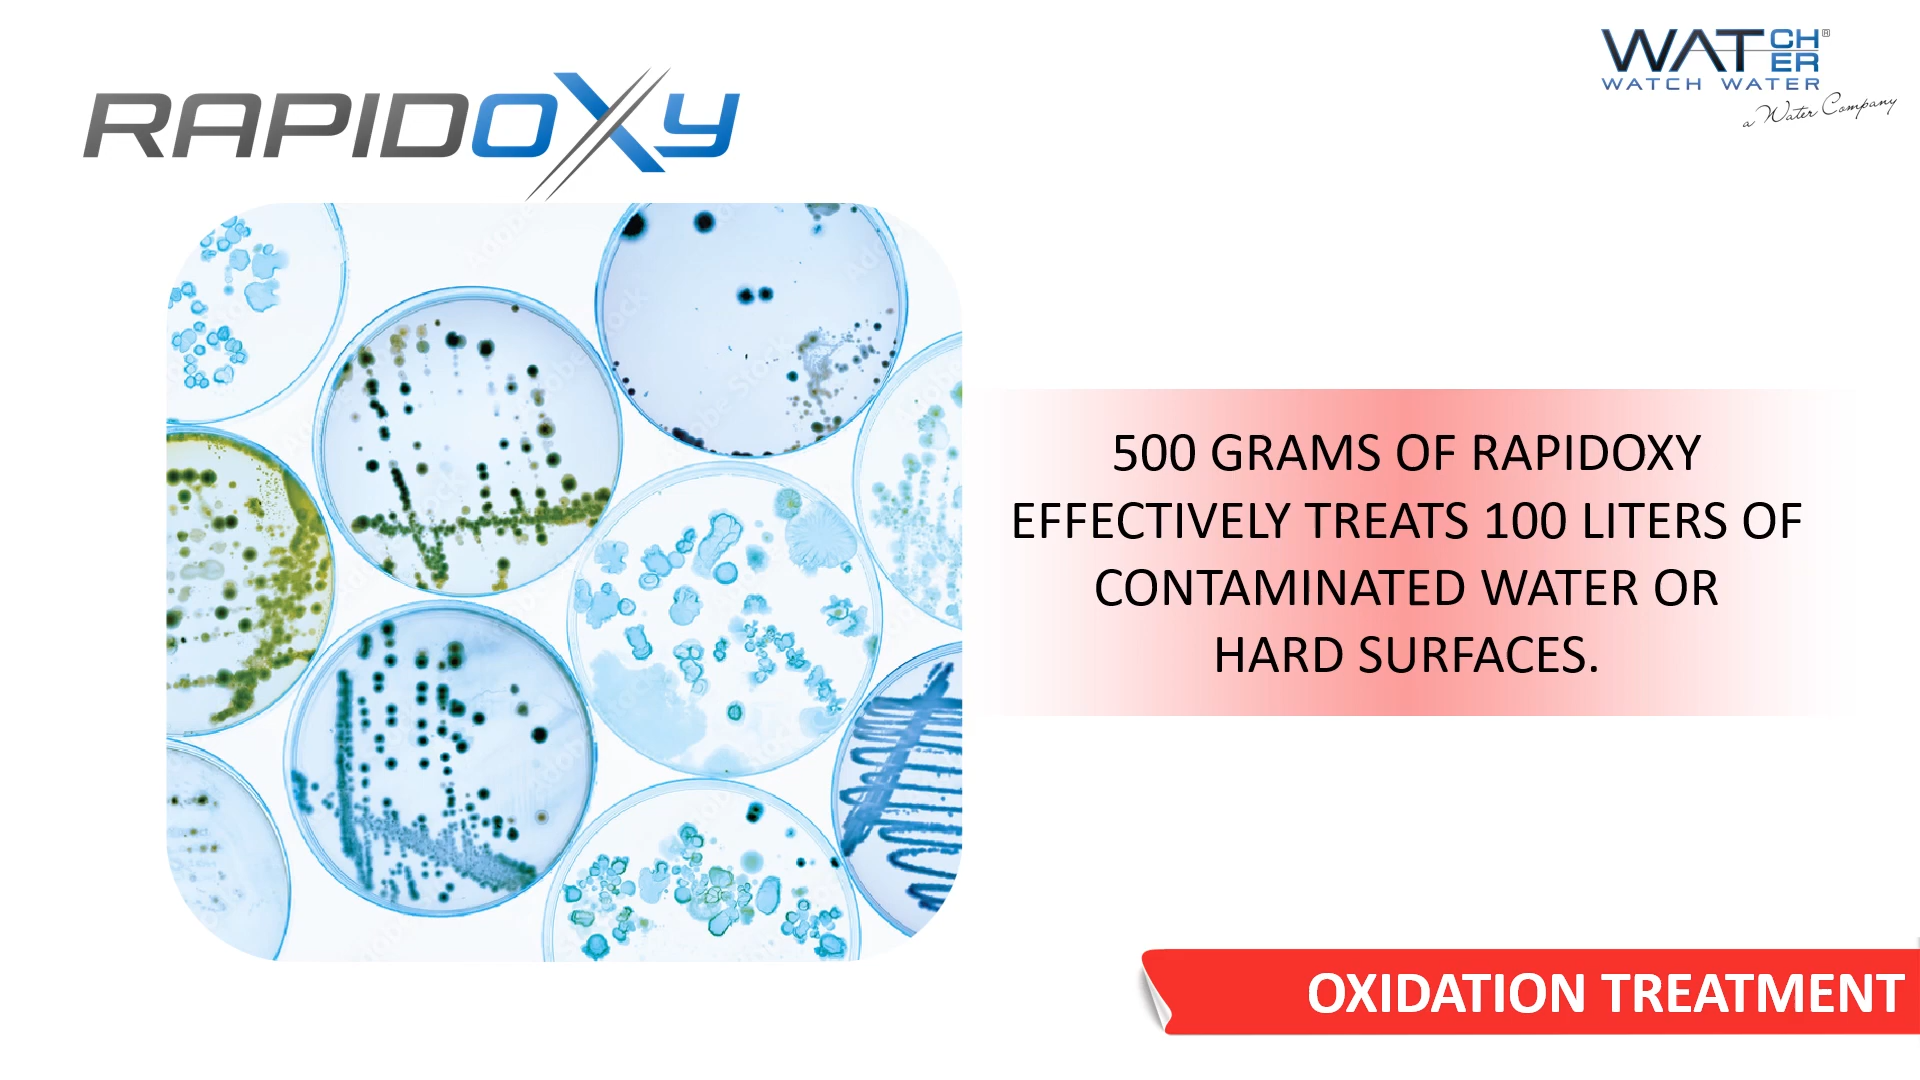 RAPIDOXY
WATCH
ER®
WATCH WATER
a Water Company
500 GRAMS OF RAPIDOXY
EFFECTIVELY TREATS 100 LITERS OF
CONTAMINATED WATER OR
HARD SURFACES.
OXIDATION TREATMENT